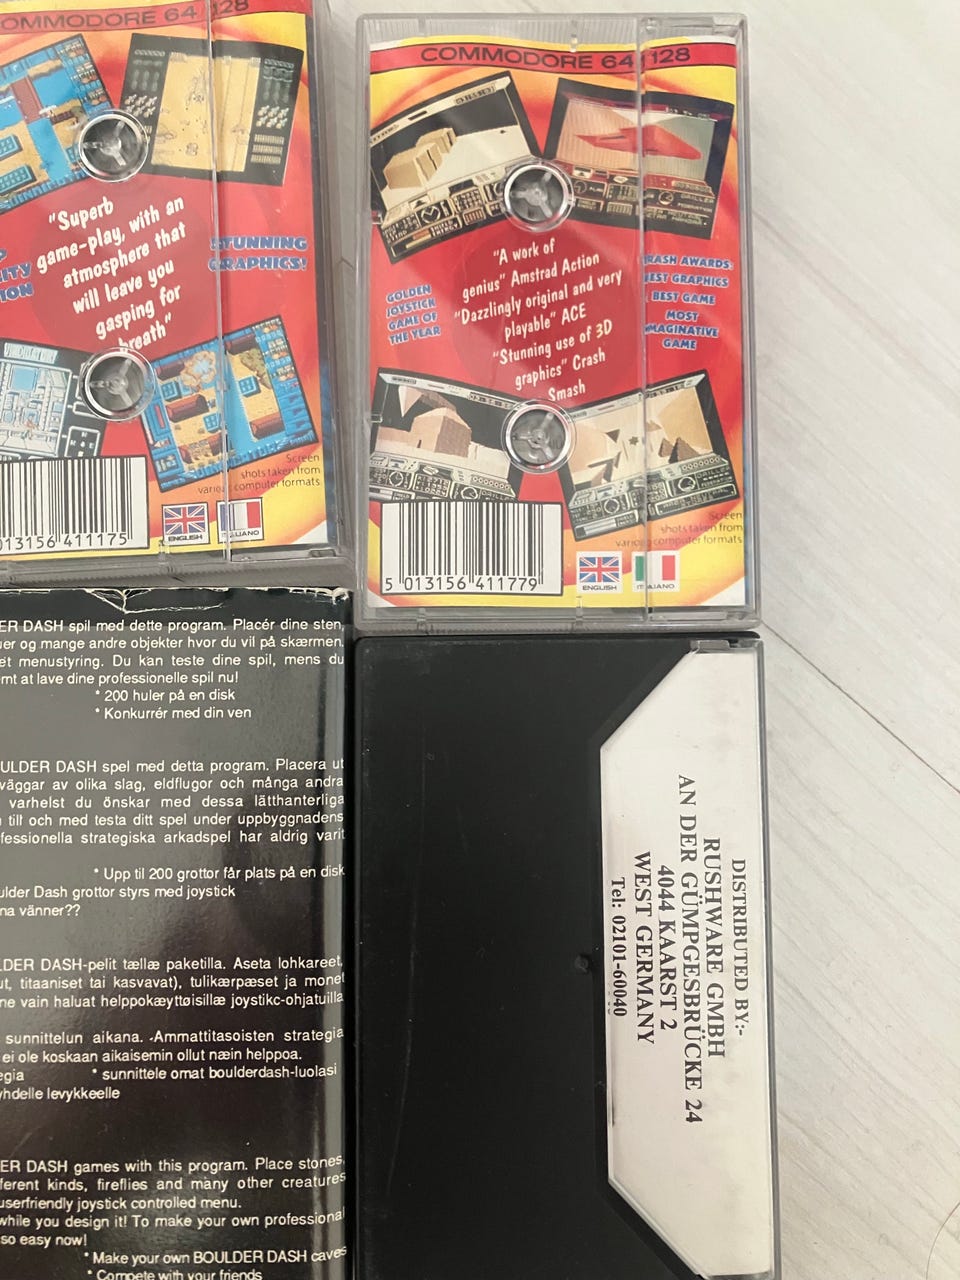 COMMODORE 64/128
"Superb
game-play, with an
atmosphere that
will leave you
gasping for
breath"
STUNNING
GRAPHICS!
Screen
shots taken from
various computer formats
013156 411175
ENGLISH
ITALIANO
COMMODORE 64/128
"A work of
genius" Amstrad Action
"Dazzlingly original and very
playable" ACE
"Stunning use of 3D
graphics" Crash
Smash
GOLDEN
JOYSTICK
GAME OF
THE YEAR
CRASH AWARDS:
BEST GRAPHICS
BEST GAME
MOST
IMAGINATIVE
GAME
DRILLER
Screen
shots taken from
various computer formats
5 013156 411779
ENGLISH
ITALIANO
ER DASH spil med dette program. Placér dine sten,
uer og mange andre objekter hvor du vil på skærmen,
et menustyring. Du kan teste dine spil, mens du
mt at lave dine professionelle spil nu!
* 200 huler på en disk
* Konkurrér med din ven
ULDER DASH spel med detta program. Placera ut
väggar av olika slag, eldflugor och många andra
varhelst du önskar med dessa lätthanterliga
till och med testa ditt spel under uppbyggnadens
fessionella strategiska arkadspel har aldrig varit
* Upp til 200 grottor får plats på en disk
ulder Dash grottor styrs med joystick
na vänner??
LDER DASH-pelit tællæ paketilla. Aseta lohkareet,
ut, titaaniset tai kasvavat), tulikærpæset ja monet
ne vain haluat helppokæyttøisillæ joystikc-ohjatuilla
sunnittelun aikana. -Ammattitasoisten strategia
ei ole koskaan aikaisemin ollut næin helppoa.
egia * sunnittele omat boulderdash-luolasi
yhdelle levykkeelle
ER DASH games with this program. Place stones,
ferent kinds, fireflies and many other creatures
userfriendly joystick controlled menu.
while you design it! To make your own professional
so easy now!
* Make your own BOULDER DASH caves
* Compete with your friends
DISTRIBUTED BY:-
RUSHWARE GMBH
AN DER GÜMPGESBRÜCKE 24
4044 KAARST 2
WEST GERMANY
Tel: 02101-60040